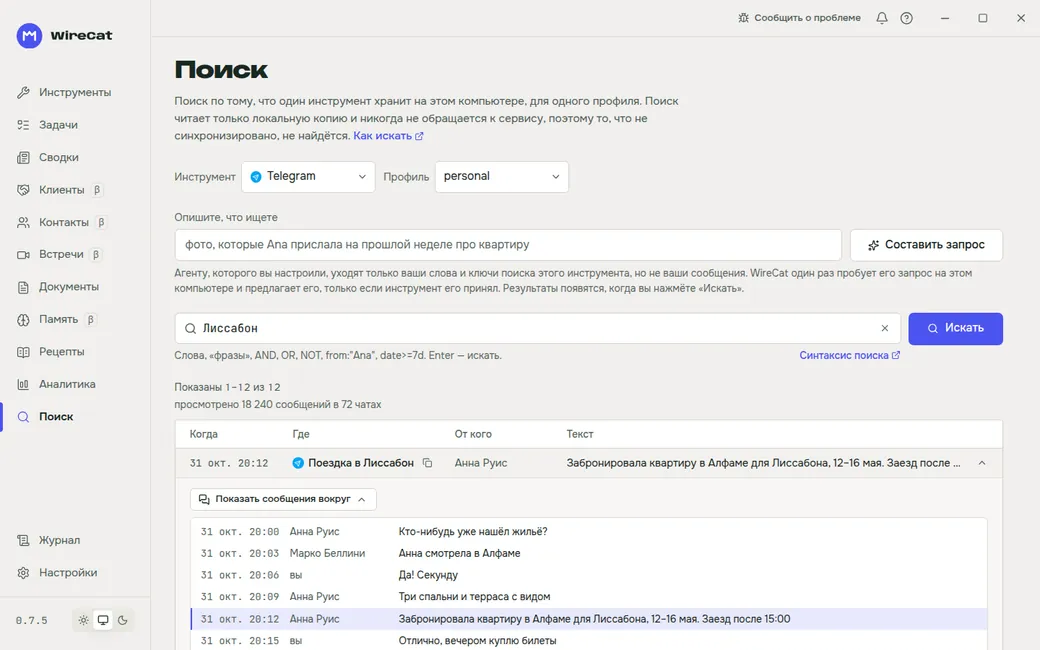 Сообщить о проблеме
WireCat
Инструменты
Задачи
Сводки
Клиенты β
Контакты β
Встречи β
Документы
Память β
Рецепты
Аналитика
Поиск
Журнал
Настройки
0.7.5
Поиск
Поиск по тому, что один инструмент хранит на этом компьютере, для одного профиля. Поиск
читает только локальную копию и никогда не обращается к сервису, поэтому то, что не
синхронизировано, не найдётся. Как искать
Инструмент Telegram Профиль personal
Опишите, что ищете
фото, которые Ana прислала на прошлой неделе про квартиру Составить запрос
Агенту, которого вы настроили, уходят только ваши слова и ключи поиска этого инструмента, но не ваши сообщения. WireCat один раз пробует его запрос на этом
компьютере и предлагает его, только если инструмент его принял. Результаты появятся, когда вы нажмёте «Искать».
Лиссабон Искать
Слова, «фразы», AND, OR, NOT, from:"Ana", date>=7d. Enter — искать. Синтаксис поиска
Показаны 1–12 из 12
просмотрено 18 240 сообщений в 72 чатах
Когда Где От кого Текст
31 окт. 20:12 Поездка в Лиссабон Анна Руис Забронировала квартиру в Алфаме для Лиссабона, 12–16 мая. Заезд после ...
Показать сообщения вокруг
31 окт. 20:00 Анна Руис Кто-нибудь уже нашёл жильё?
31 окт. 20:03 Марко Беллини Анна смотрела в Алфаме
31 окт. 20:06 вы Да! Секунду
31 окт. 20:09 Анна Руис Три спальни и терраса с видом
31 окт. 20:12 Анна Руис Забронировала квартиру в Алфаме для Лиссабона, 12–16 мая. Заезд после 15:00
31 окт. 20:15 вы Отлично, вечером куплю билеты